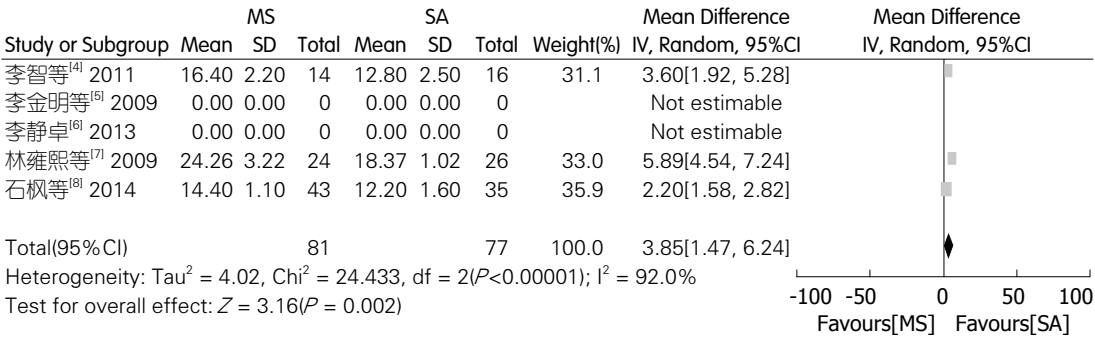 MS SA Mean Difference Mean Difference
Study or Subgroup Mean SD Total Mean SD Total Weight(%) IV, Random, 95%CI IV, Random, 95%CI
李智等[4] 2011 16.40 2.20 14 12.80 2.50 16 31.1 3.60[1.92, 5.28]
李金明等[5] 2009 0.00 0.00 0 0.00 0.00 0 Not estimable
李静卓[6] 2013 0.00 0.00 0 0.00 0.00 0 Not estimable
林雍熙等[7] 2009 24.26 3.22 24 18.37 1.02 26 33.0 5.89[4.54, 7.24]
石枫等[8] 2014 14.40 1.10 43 12.20 1.60 35 35.9 2.20[1.58, 2.82]
Total(95%CI) 81 77 100.0 3.85[1.47, 6.24]
Heterogeneity: Tau² = 4.02, Chi² = 24.433, df = 2(P<0.00001); I² = 92.0%
Test for overall effect: Z = 3.16(P = 0.002)
-100 -50 0 50 100
Favours[MS] Favours[SA]